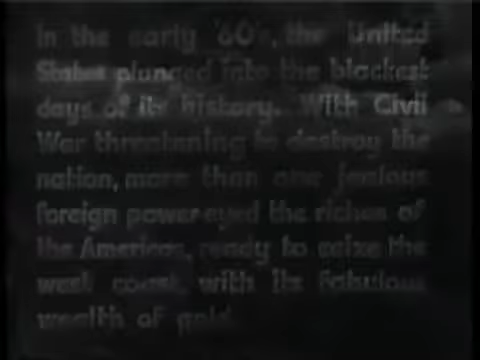 In the early '60's, the United
States plunged into the blackest
days of its history. With Civil
War threatening to destroy the
nation, more than one jealous
foreign power eyed the riches of
the Americas, ready to seize the
west coast with its fabulous
wealth of gold.